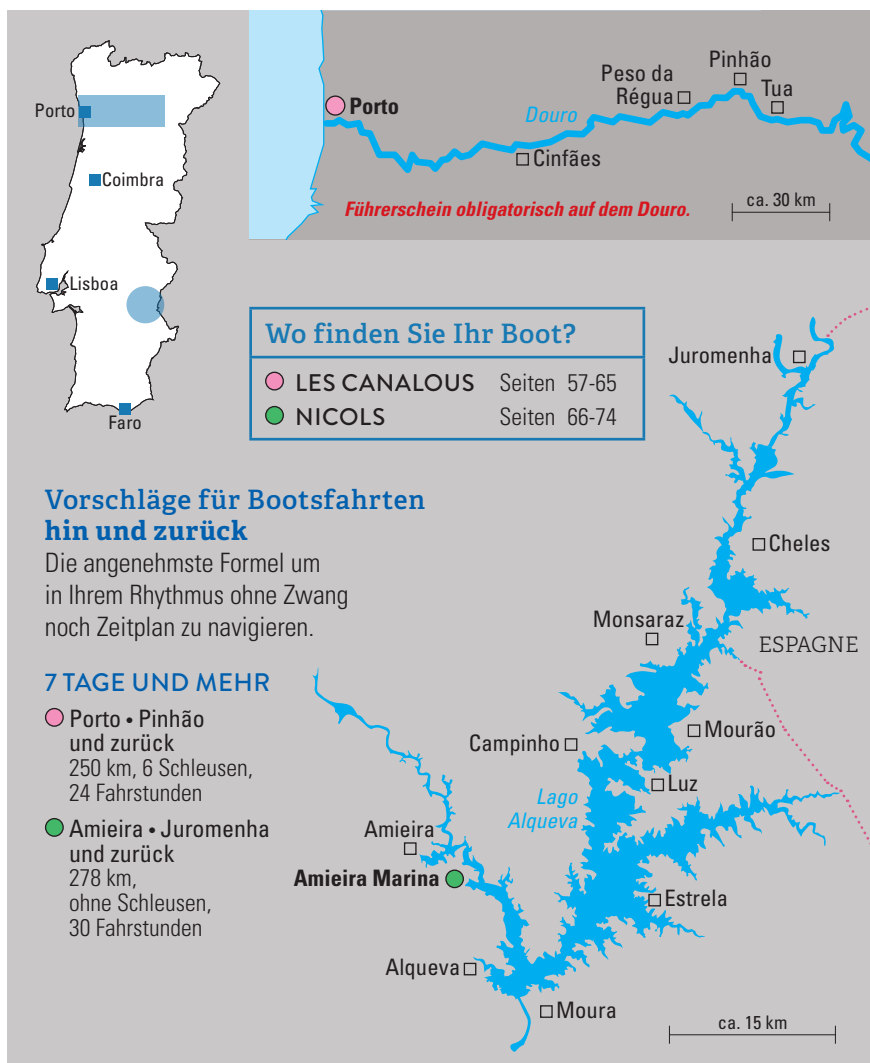 Porto
Coimbra
Lisboa
Faro
Porto
Douro
Cinfães
Peso da
Régua
Pinhão
Tua
Führerschein obligatorisch auf dem Douro.
ca. 30 km
Wo finden Sie Ihr Boot?
LES CANALOUS Seiten 57-65
NICOLS Seiten 66-74
Vorschläge für Bootsfahrten
hin und zurück
Die angenehmste Formel um
in Ihrem Rhythmus ohne Zwang
noch Zeitplan zu navigieren.
7 TAGE UND MEHR
Porto • Pinhão
und zurück
250 km, 6 Schleusen,
24 Fahrstunden
Amieira • Juromenha
und zurück
278 km,
ohne Schleusen,
30 Fahrstunden
Juromenha
Cheles
Monsaraz
ESPAGNE
Mourão
Campinho
Luz
Lago
Alqueva
Amieira
Amieira Marina
Estrela
Alqueva
Moura
ca. 15 km